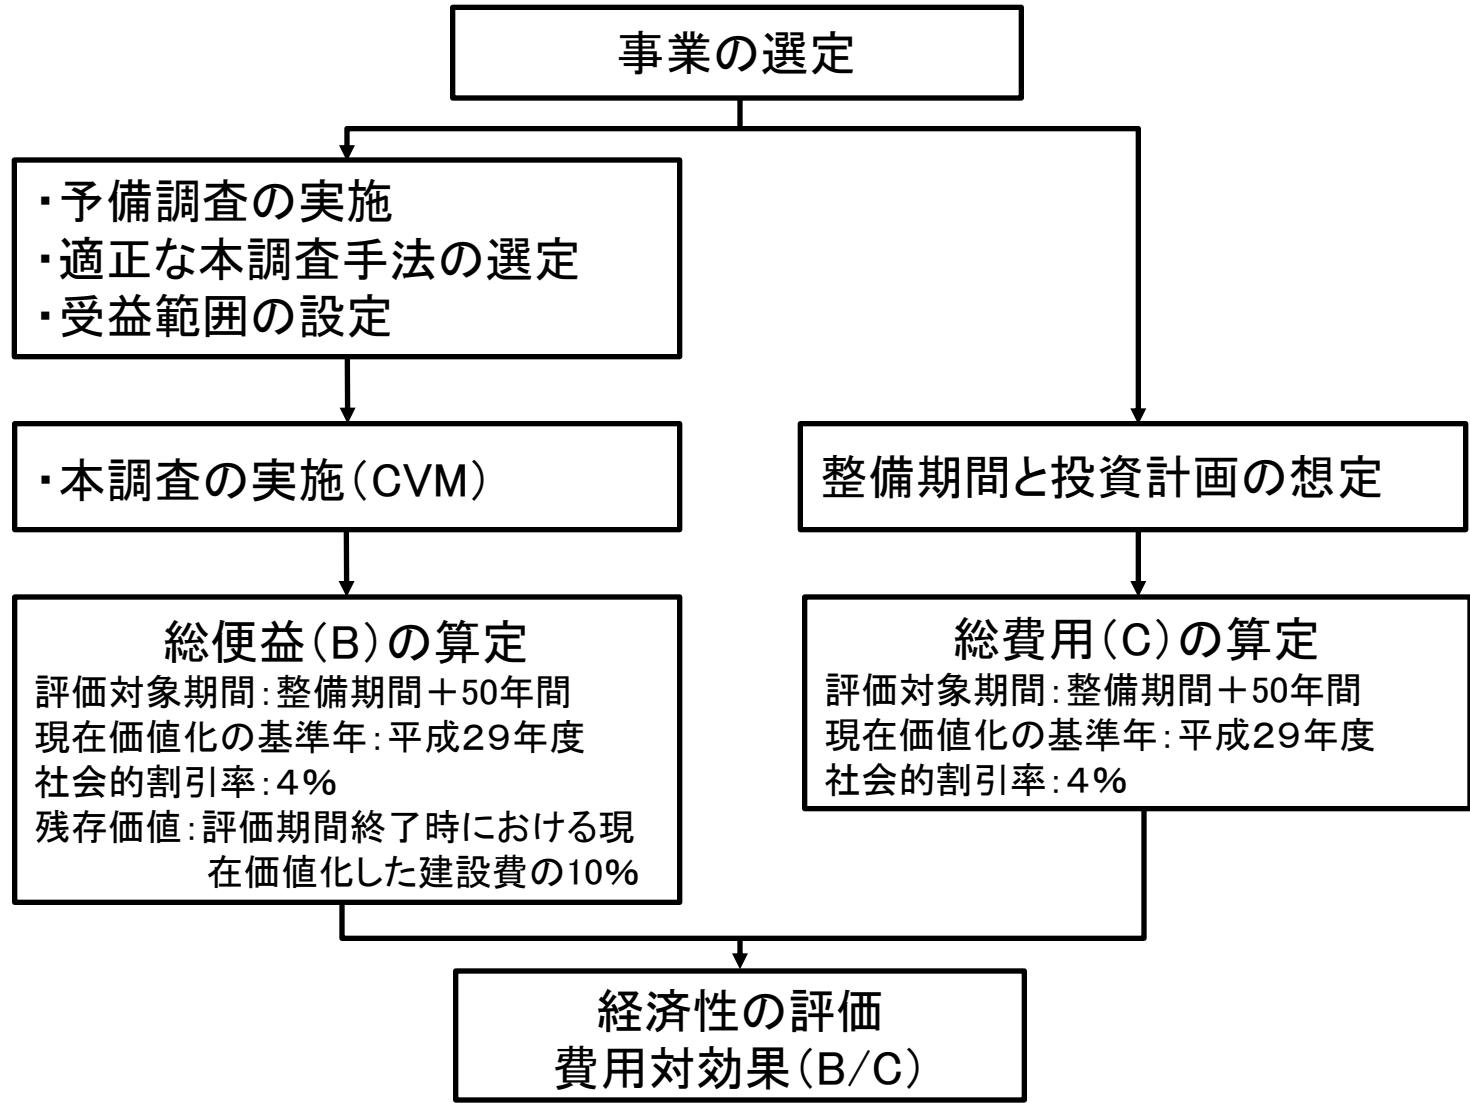 事業の選定
・予備調査の実施
・適正な本調査手法の選定
・受益範囲の設定
・本調査の実施(CVM)
整備期間と投資計画の想定
総便益(B)の算定
評価対象期間:整備期間+50年間
現在価値化の基準年:平成29年度
社会的割引率:4%
残存価値:評価期間終了時における現
在価値化した建設費の10%
総費用(C)の算定
評価対象期間:整備期間+50年間
現在価値化の基準年:平成29年度
社会的割引率:4%
経済性の評価
費用対効果(B/C)